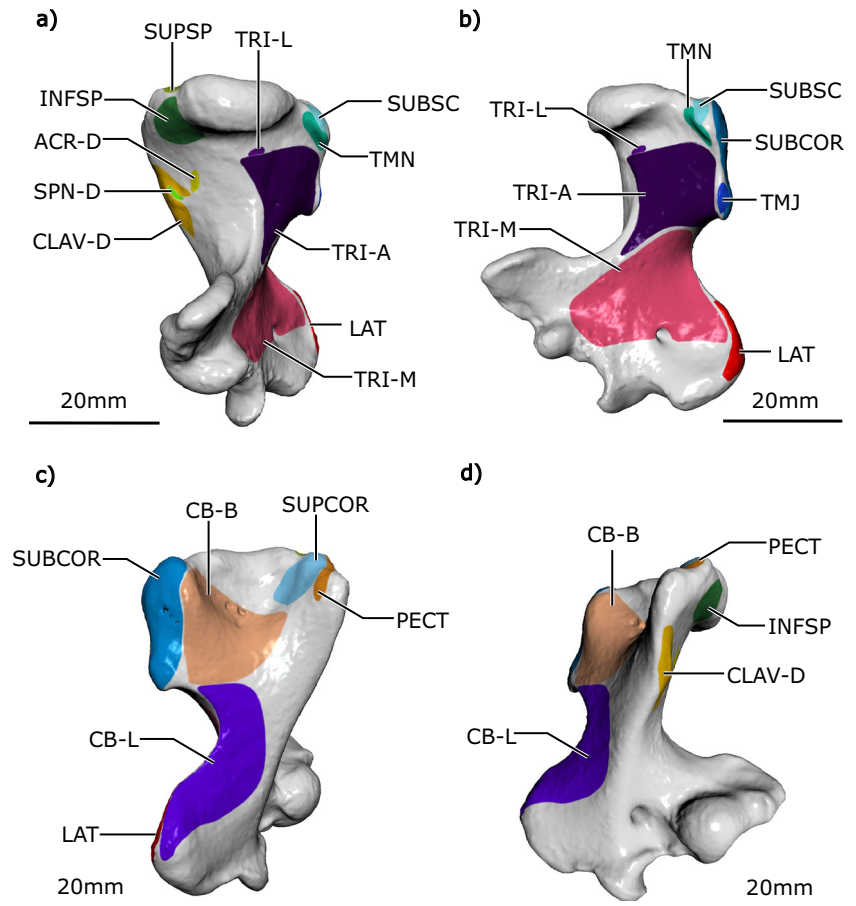 a)
SUPSP
TRI-L
INFSP
SUBSC
ACR-D
TMN
SPN-D
CLAV-D
TRI-A
LAT
TRI-M
20mm
b)
TMN
SUBSC
TRI-L
SUBCOR
TRI-A
TMJ
TRI-M
LAT
20mm
c)
CB-B
SUPCOR
SUBCOR
PECT
CB-L
LAT
20mm
d)
CB-B
PECT
INFSP
CLAV-D
CB-L
20mm